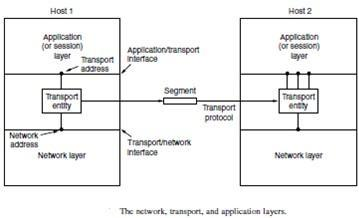 Host 1
Host 2
Application
(or session)
layer
Transport
address
Application/transport
interface
Application
(or session)
layer
Transport
entity
Segment
Transport
protocol
Transport
entity
Network
address
Network layer
Transport/network
interface
Network layer
The network, transport, and application layers.